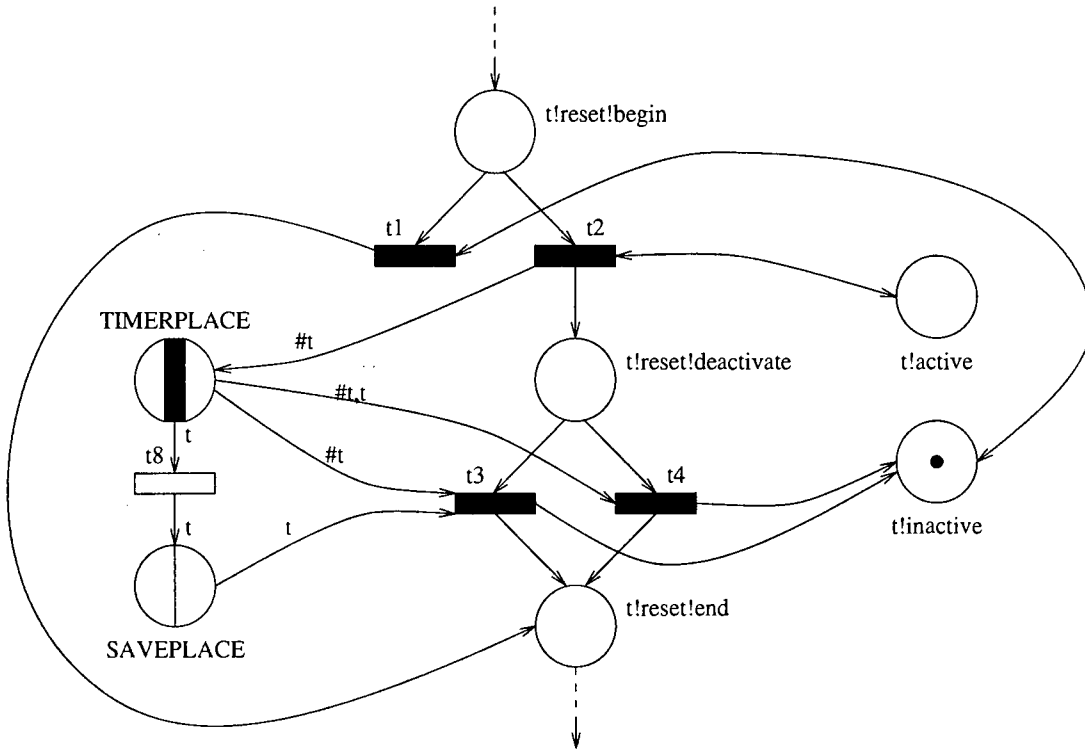 t!reset!begin
t1
t2
TIMERPLACE
#t
t!reset!deactivate
t!active
#t,t
t
#t
t8
t3
t4
t
t
t!inactive
t!reset!end
SAVEPLACE